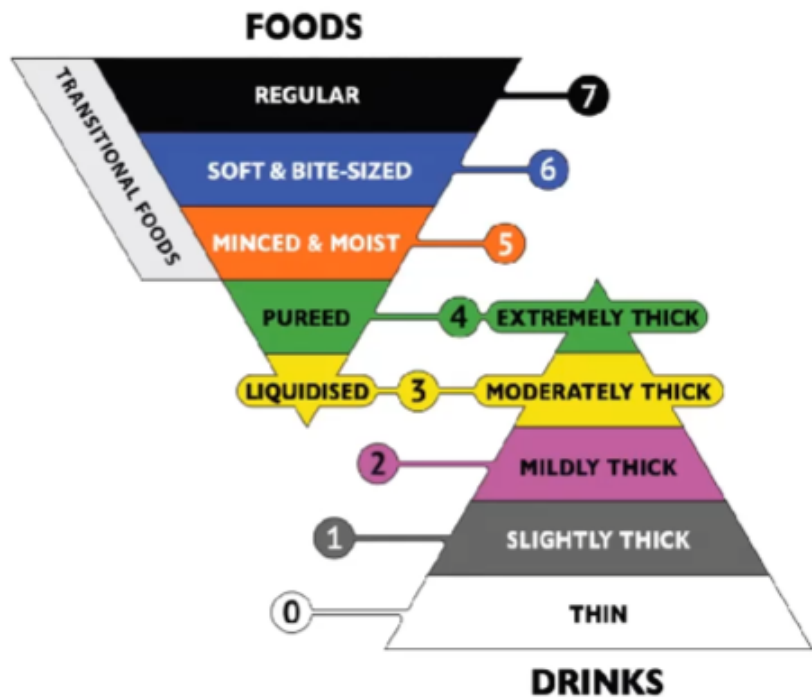 FOODS
TRANSITIONAL FOODS
REGULAR
7
SOFT & BITE-SIZED
6
MINCED & MOIST
5
PUREED
4
EXTREMELY THICK
LIQUIDISED
3
MODERATELY THICK
2
MILDLY THICK
1
SLIGHTLY THICK
0
THIN
DRINKS